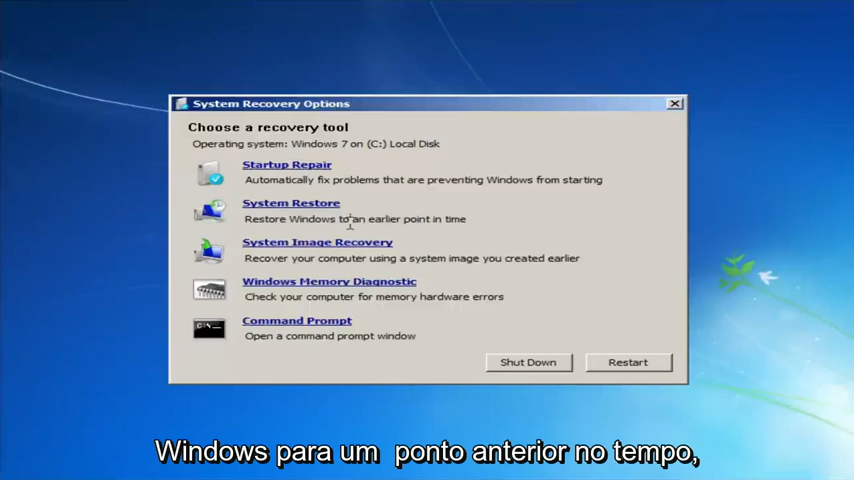 System Recovery Options
Choose a recovery tool
Operating system: Windows 7 on (C:) Local Disk
Startup Repair
Automatically fix problems that are preventing Windows from starting
System Restore
Restore Windows to an earlier point in time
System Image Recovery
Recover your computer using a system image you created earlier
Windows Memory Diagnostic
Check your computer for memory hardware errors
C:\_
Command Prompt
Open a command prompt window
Shut Down
Restart
Windows para um ponto anterior no tempo,